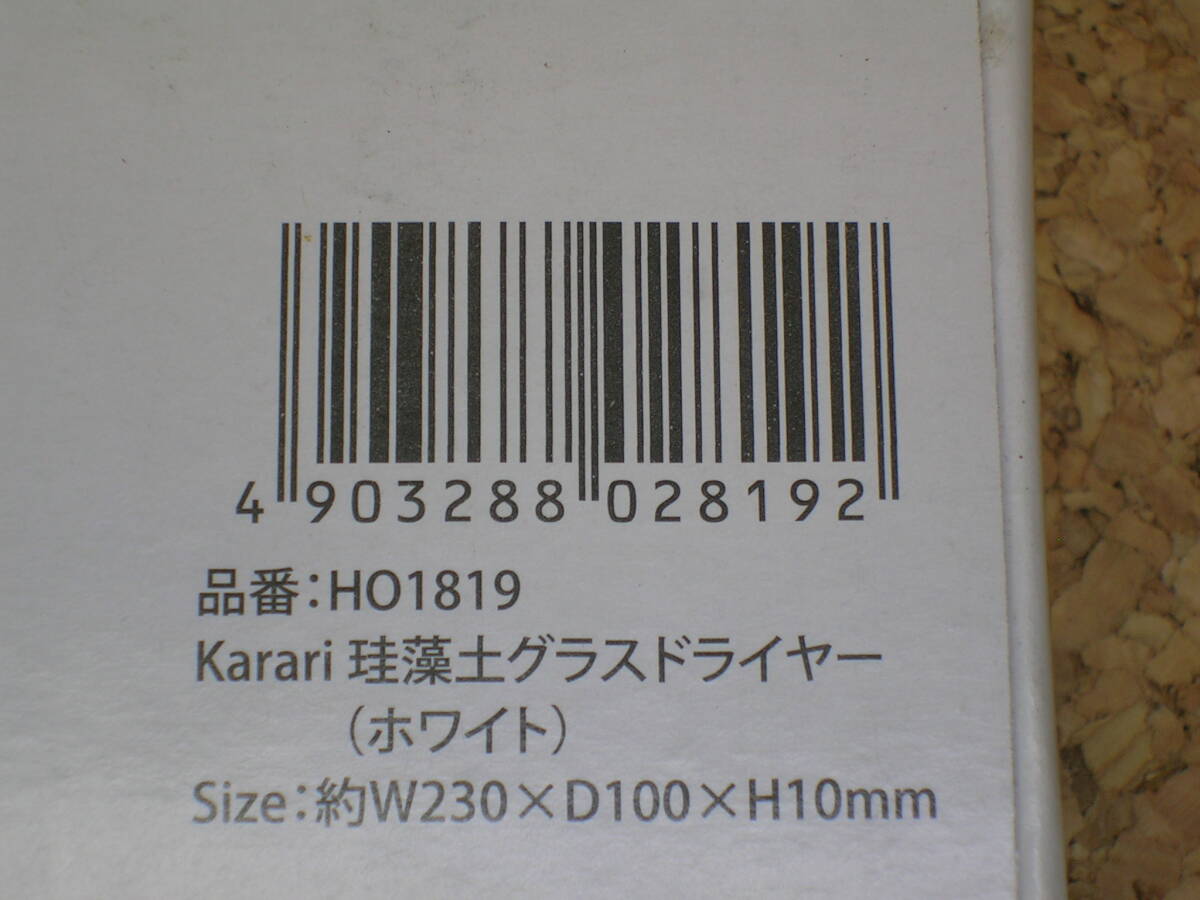 4 903288 028192
品番：HO1819
Karari 珪藻土グラスドライヤー
（ホワイト）
Size：約W230×D100×H10mm